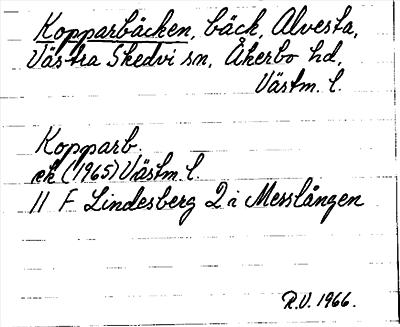 Kopparbäcken, bäck, Alvesta,
Västra Skedvi sn, Åkerbo hd,
Västm. l.
Kopparb.
ek (1965) Västm. l.
11 F Lindesberg 2 i Messlången
R.V. 1966.